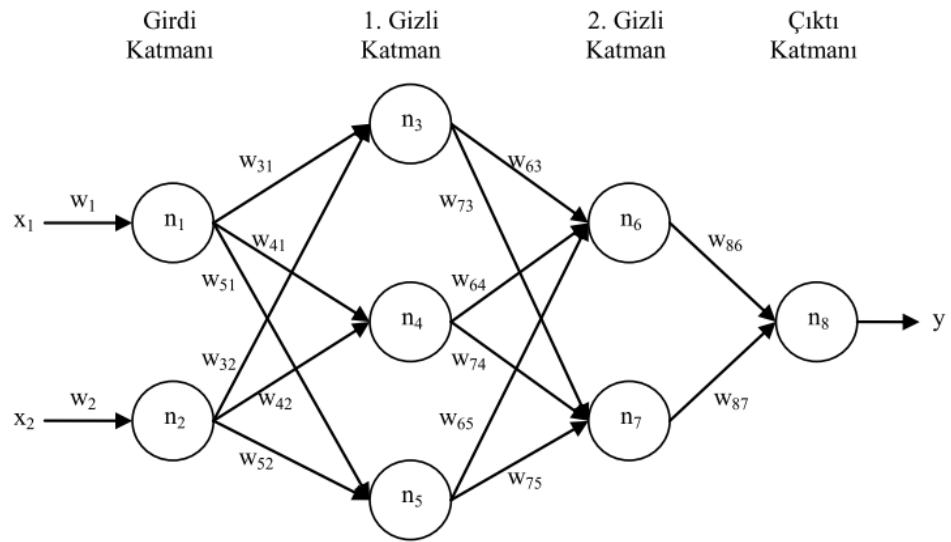 Girdi
Katmanı
1. Gizli
Katman
2. Gizli
Katman
Çıktı
Katmanı
n₃
w₃₁
w₆₃
w₁
w₇₃
x₁
n₁
n₆
w₄₁
w₈₆
w₅₁
w₆₄
n₄
n₈
y
w₃₂
w₇₄
w₂
w₄₂
w₆₅
w₈₇
x₂
n₂
n₇
w₅₂
w₇₅
n₅